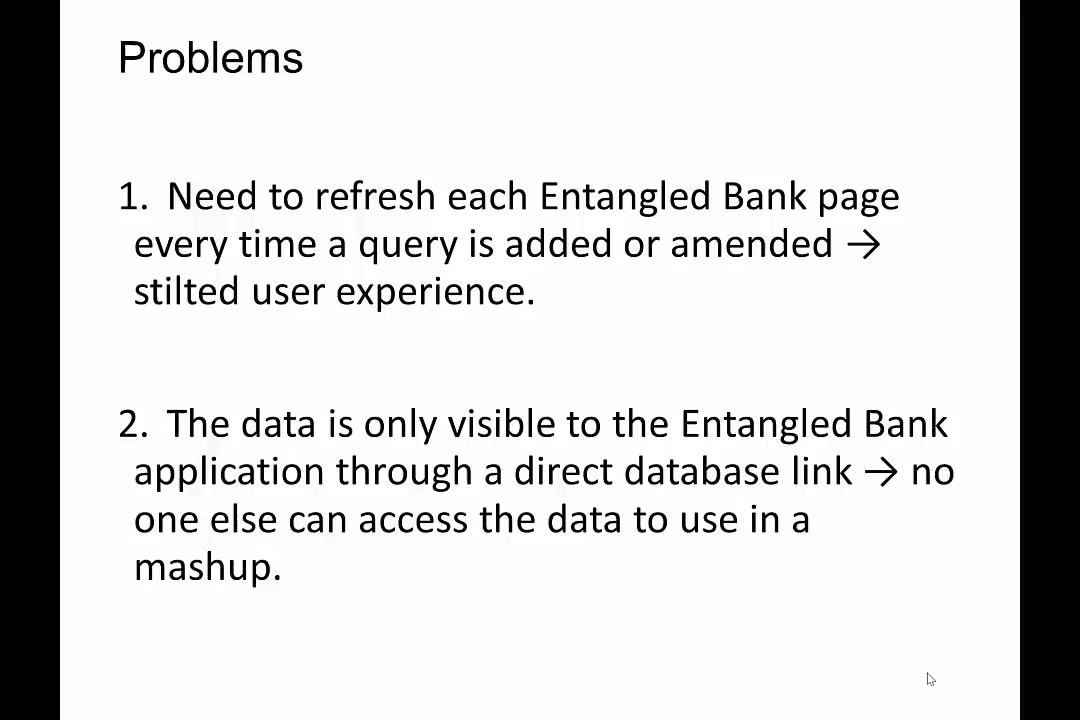 Problems
1. Need to refresh each Entangled Bank page
every time a query is added or amended →
stilted user experience.
2. The data is only visible to the Entangled Bank
application through a direct database link → no
one else can access the data to use in a
mashup.